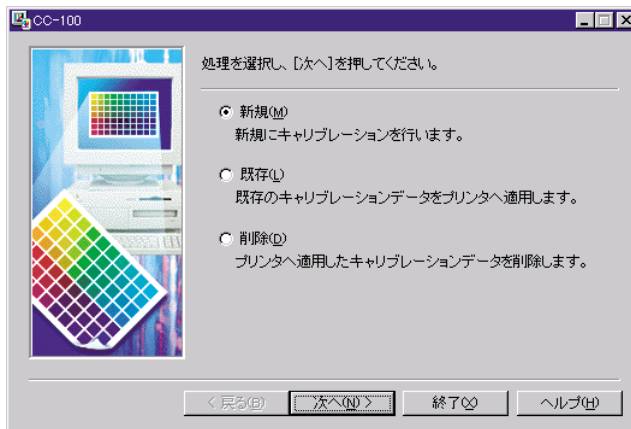 CC-100
処理を選択し、[次へ]を押してください。
新規(M)
新規にキャリブレーションを行います。
既存(L)
既存のキャリブレーションデータをプリンタへ適用します。
削除(D)
プリンタへ適用したキャリブレーションデータを削除します。
< 戻る(B) 次へ(N) > 終了(X) ヘルプ(H)